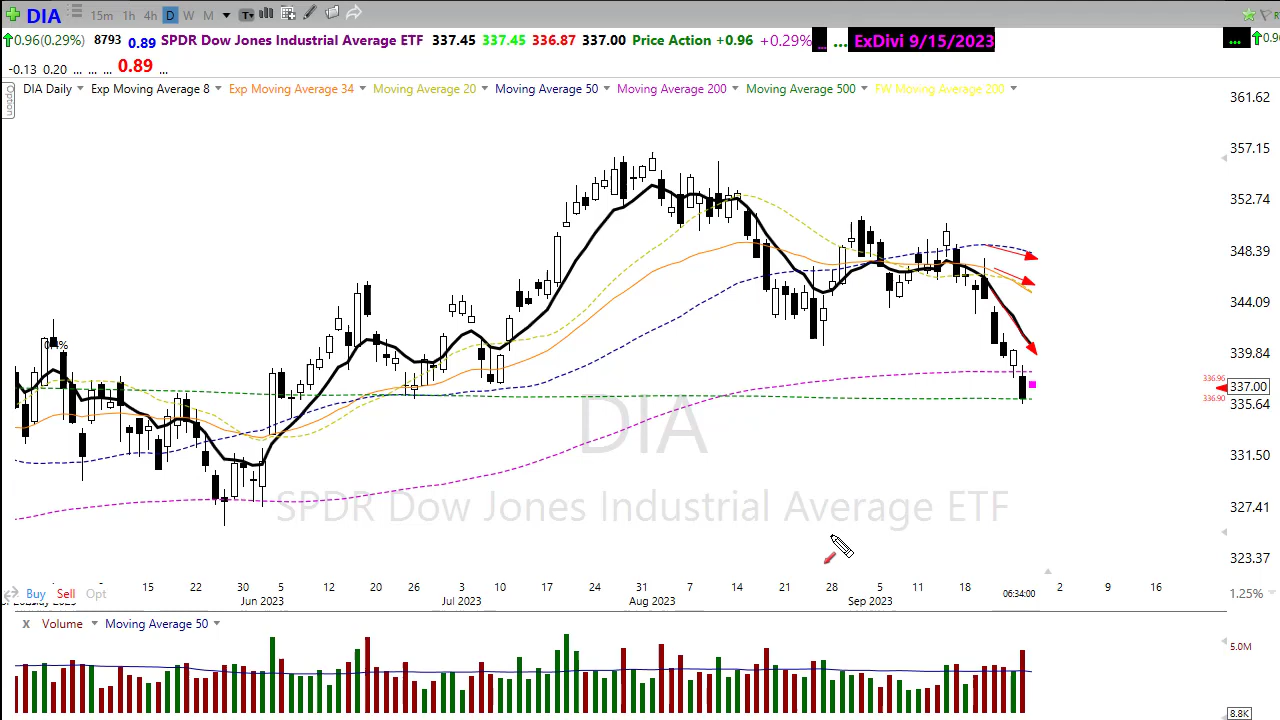 DIA 15m 1h 4h D W M
0.96(0.29%) 8793 0.89 SPDR Dow Jones Industrial Average ETF 337.45 337.45 336.87 337.00 Price Action +0.96 +0.29% ... ... ExDivi 9/15/2023 ... 0.96
-0.13 0.20 ... ... ... 0.89 ...
Option
DIA Daily Exp Moving Average 8 Exp Moving Average 34 Moving Average 20 Moving Average 50 Moving Average 200 Moving Average 500 FW Moving Average 200
361.62
357.15
352.74
348.39
344.09
339.84
336.96
337.00
336.90
335.64
331.50
327.41
323.37
DIA
SPDR Dow Jones Industrial Average ETF
15 22 30 5 12 20 26 3 10 17 24 31 7 14 21 28 5 11 18 06:34:00 2 9 16
Buy Sell Opt 1.25%
Jun 2023 Jul 2023 Aug 2023 Sep 2023
x Volume Moving Average 50
5.0M
8.8K